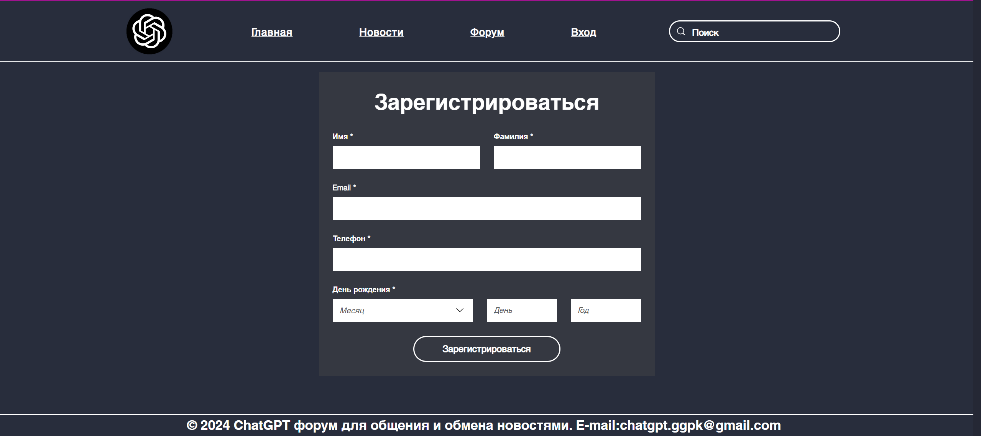 Главная Новости Форум Вход Поиск
Зарегистрироваться
Имя * Фамилия *
Email *
Телефон *
День рождения *
Месяц День Год
Зарегистрироваться
© 2024 ChatGPT форум для общения и обмена новостями. E-mail:chatgpt.ggpk@gmail.com